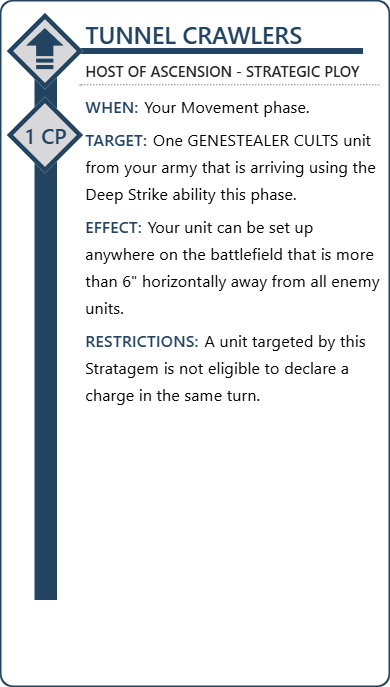 TUNNEL CRAWLERS
HOST OF ASCENSION - STRATEGIC PLOY
1 CP
WHEN: Your Movement phase.
TARGET: One GENESTEALER CULTS unit
from your army that is arriving using the
Deep Strike ability this phase.
EFFECT: Your unit can be set up
anywhere on the battlefield that is more
than 6" horizontally away from all enemy
units.
RESTRICTIONS: A unit targeted by this
Stratagem is not eligible to declare a
charge in the same turn.